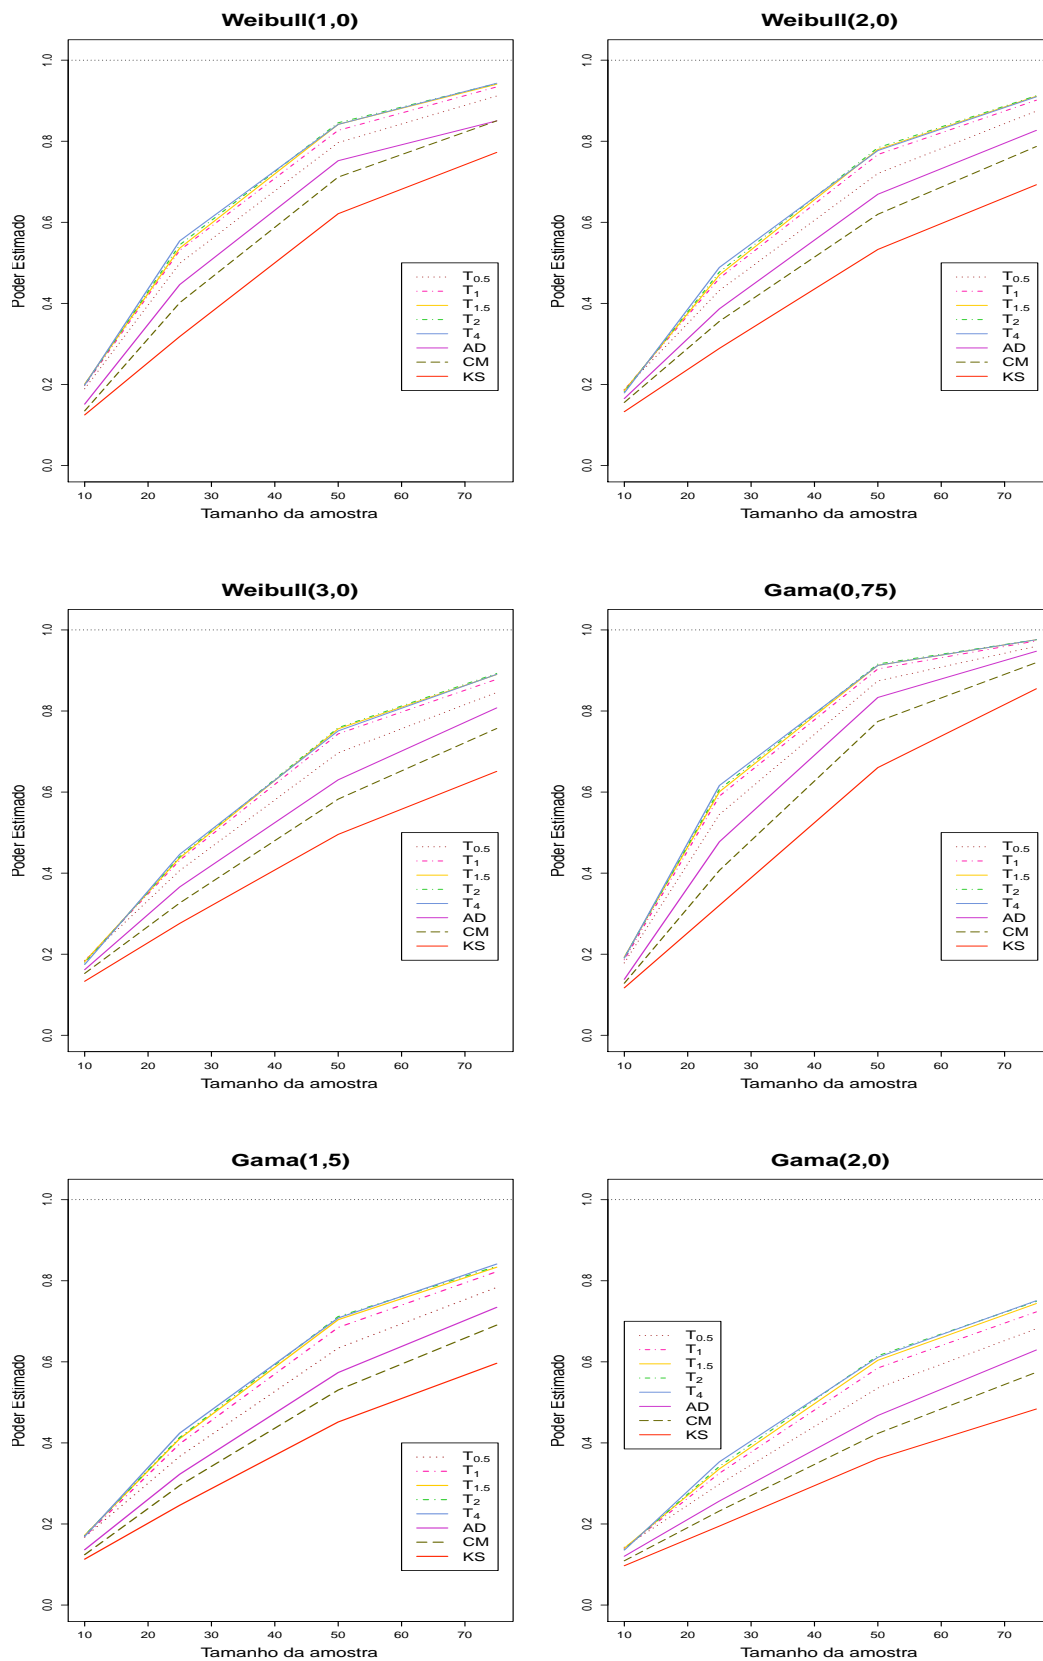 Weibull(1,0)
Poder Estimado
0.0 0.2 0.4 0.6 0.8 1.0
T0.5
T1
T1.5
T2
T4
AD
CM
KS
10 20 30 40 50 60 70
Tamanho da amostra
Weibull(2,0)
Poder Estimado
0.0 0.2 0.4 0.6 0.8 1.0
T0.5
T1
T1.5
T2
T4
AD
CM
KS
10 20 30 40 50 60 70
Tamanho da amostra
Weibull(3,0)
Poder Estimado
0.0 0.2 0.4 0.6 0.8 1.0
T0.5
T1
T1.5
T2
T4
AD
CM
KS
10 20 30 40 50 60 70
Tamanho da amostra
Gama(0,75)
Poder Estimado
0.0 0.2 0.4 0.6 0.8 1.0
T0.5
T1
T1.5
T2
T4
AD
CM
KS
10 20 30 40 50 60 70
Tamanho da amostra
Gama(1,5)
Poder Estimado
0.0 0.2 0.4 0.6 0.8 1.0
T0.5
T1
T1.5
T2
T4
AD
CM
KS
10 20 30 40 50 60 70
Tamanho da amostra
Gama(2,0)
Poder Estimado
0.0 0.2 0.4 0.6 0.8 1.0
T0.5
T1
T1.5
T2
T4
AD
CM
KS
10 20 30 40 50 60 70
Tamanho da amostra